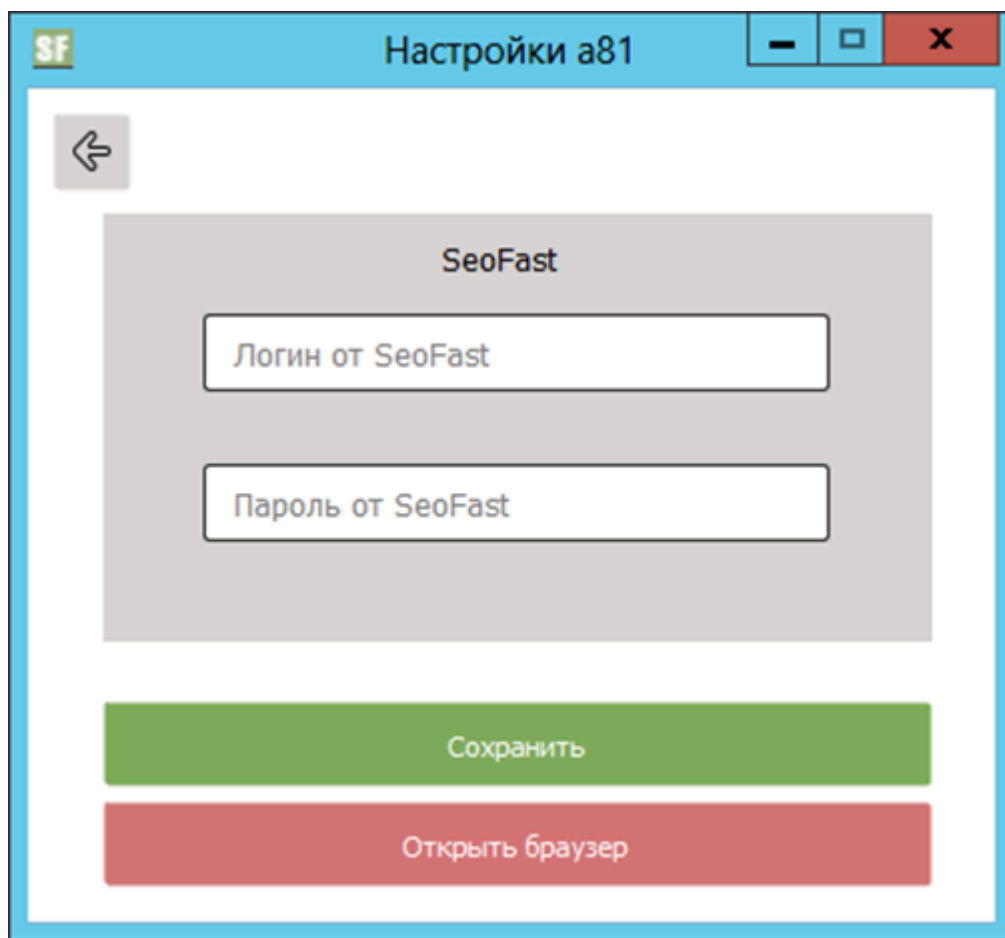 SF
Настройки a81
SeoFast
Логин от SeoFast
Пароль от SeoFast
Сохранить
Открыть браузер